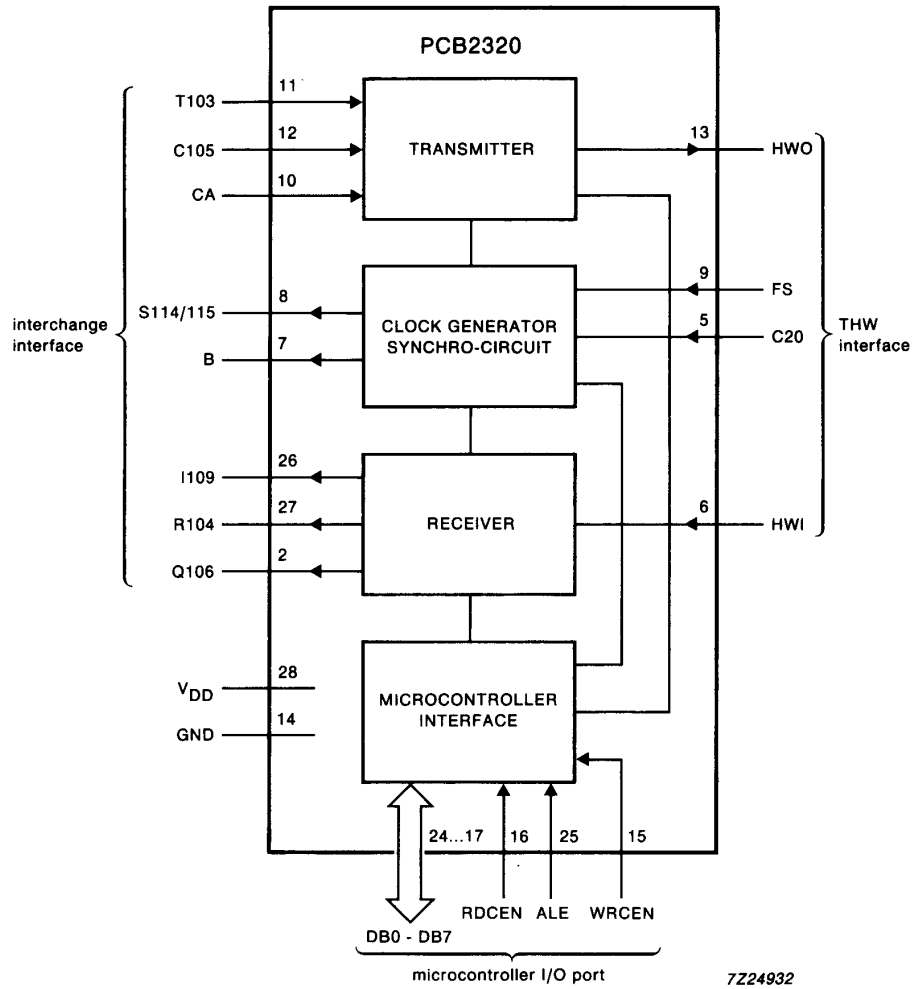 PCB2320
T103
11
C105
12
CA
10
TRANSMITTER
13
HWO
S114/115
8
B
7
CLOCK GENERATOR
SYNCHRO-CIRCUIT
9
FS
5
C20
interchange
interface
THW
interface
I109
26
R104
27
Q106
2
RECEIVER
6
HWI
VDD
28
GND
14
MICROCONTROLLER
INTERFACE
24...17
16
25
15
RDCEN
ALE
WRCEN
DB0 - DB7
microcontroller I/O port
7Z24932